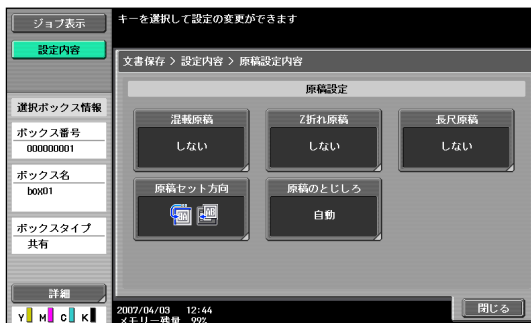 ジョブ表示
設定内容
キーを選択して設定の変更ができます
文書保存 > 設定内容 > 原稿設定内容
原稿設定
選択ボックス情報
ボックス番号
000000001
ボックス名
box01
ボックスタイプ
共有
詳細
混載原稿
しない
Z折れ原稿
しない
長尺原稿
しない
原稿セット方向
原稿のとじしろ
自動
Y M C K
2007/04/03 12:44
メモリー残量 99%
閉じる